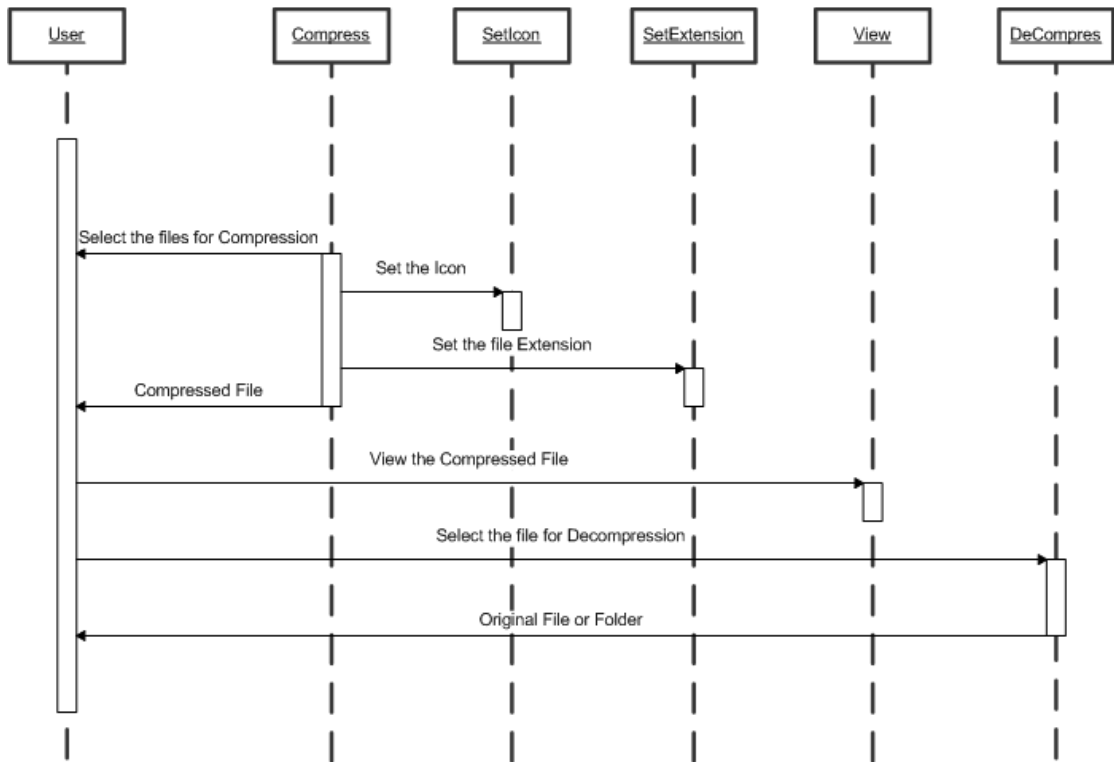 User
Compress
SetIcon
SetExtension
View
DeCompres
Select the files for Compression
Set the Icon
Set the file Extension
Compressed File
View the Compressed File
Select the file for Decompression
Original File or Folder